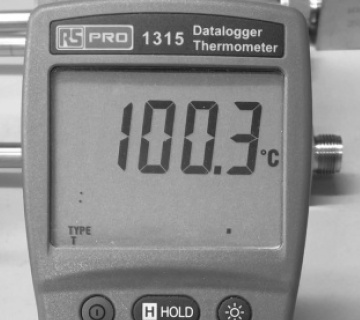 RS PRO 1315 Datalogger
Thermometer
100.3 °C
:
TYPE
T
H HOLD